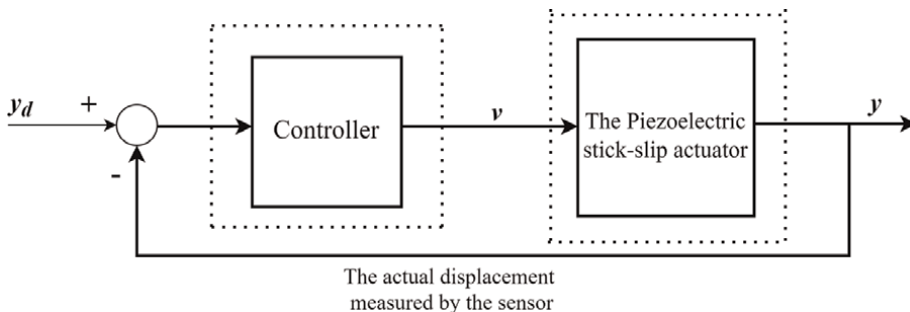 y_d
+
-
Controller
v
The Piezoelectric
stick-slip actuator
y
The actual displacement
measured by the sensor